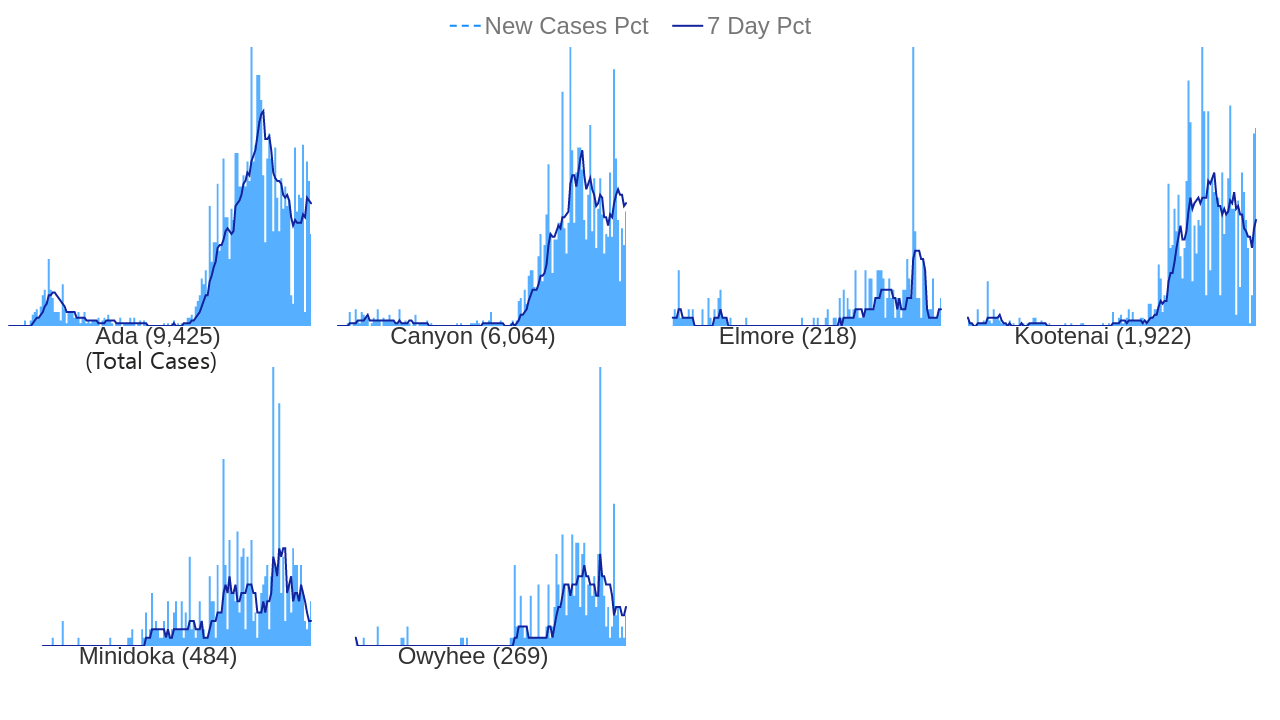 New Cases Pct 7 Day Pct
Ada (9,425) Canyon (6,064) Elmore (218) Kootenai (1,922)
(Total Cases)
Minidoka (484) Owyhee (269)